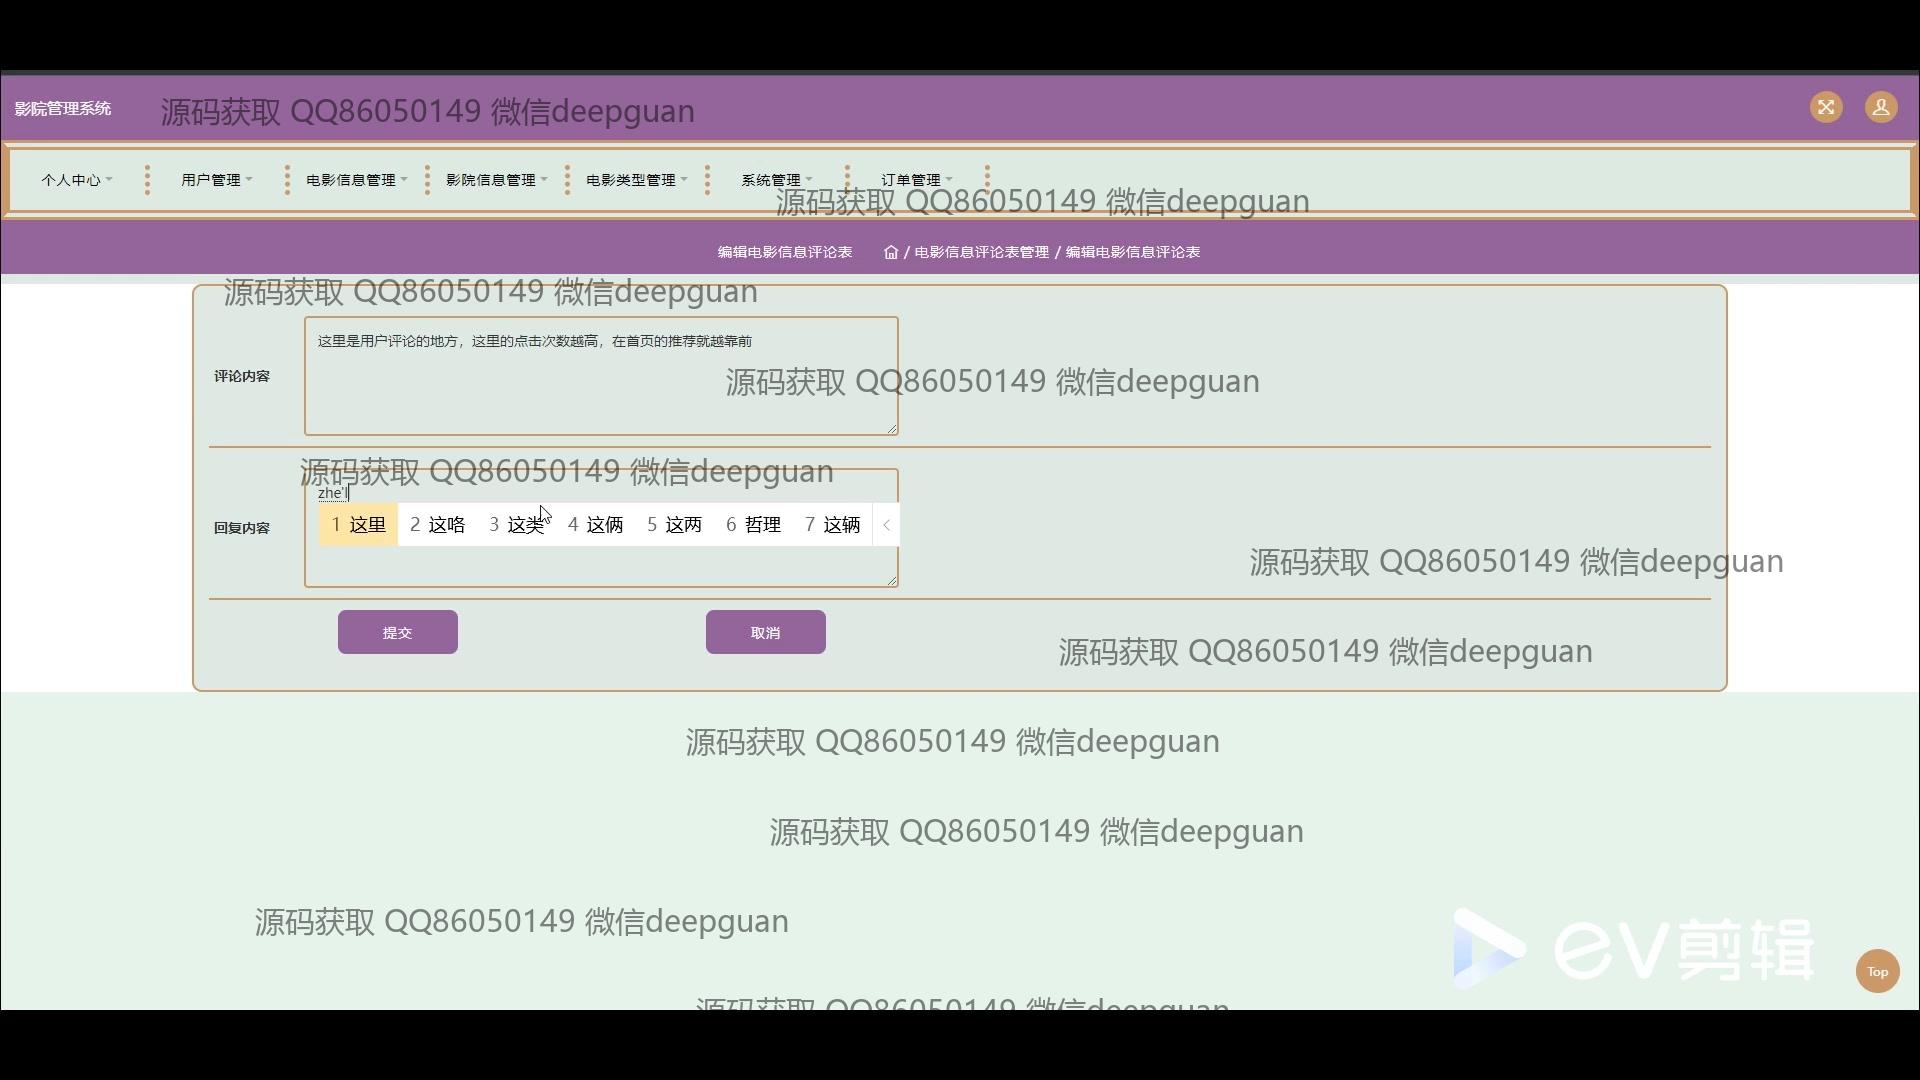 影院管理系统
源码获取 QQ86050149 微信deepguan
个人中心 用户管理 电影信息管理 影院信息管理 电影类型管理 系统管理 订单管理
源码获取 QQ86050149 微信deepguan
编辑电影信息评论表 / 电影信息评论表管理 / 编辑电影信息评论表
源码获取 QQ86050149 微信deepguan
这里是用户评论的地方，这里的点击次数越高，在首页的推荐就越靠前
评论内容
源码获取 QQ86050149 微信deepguan
源码获取 QQ86050149 微信deepguan
zhe'l
回复内容
1 这里 2 这咯 3 这类 4 这俩 5 这两 6 哲理 7 这辆
源码获取 QQ86050149 微信deepguan
提交 取消
源码获取 QQ86050149 微信deepguan
源码获取 QQ86050149 微信deepguan
源码获取 QQ86050149 微信deepguan
源码获取 QQ86050149 微信deepguan
eV剪辑
Top
源码获取 QQ86050149 微信deepguan